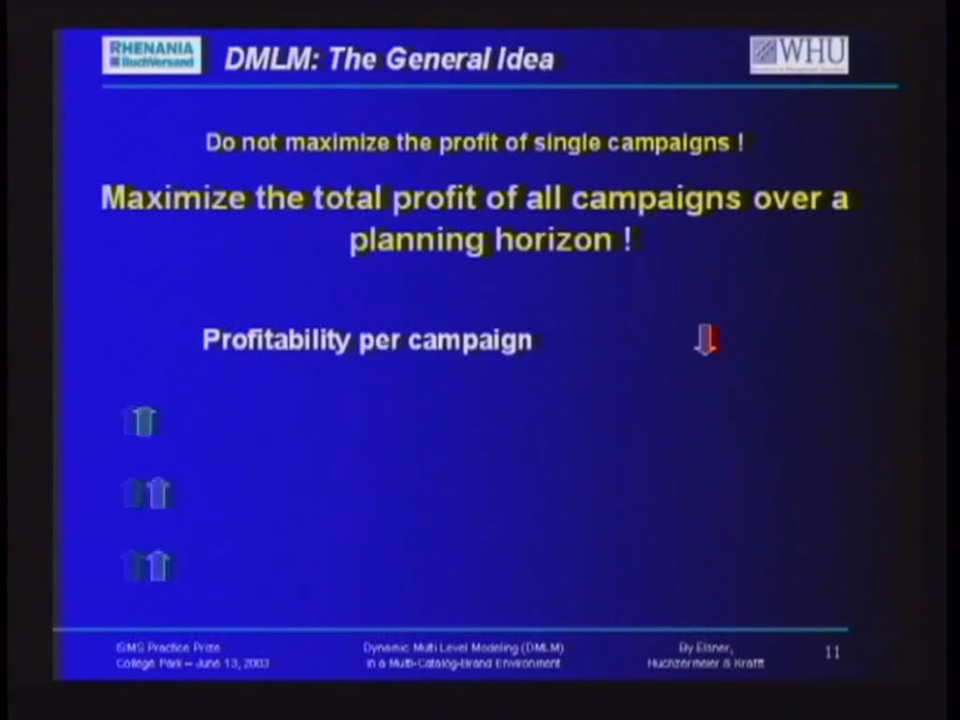 RHENANIA
BuchVersand
DMLM: The General Idea
WHU
Do not maximize the profit of single campaigns !
Maximize the total profit of all campaigns over a
planning horizon !
Profitability per campaign
ISMS Practice Prize
College Park – June 13, 2003
Dynamic Multi Level Modeling (DMLM)
in a Multi-Catalog-Brand Environment
By Elsner,
Huchzermeier & Krafft
11